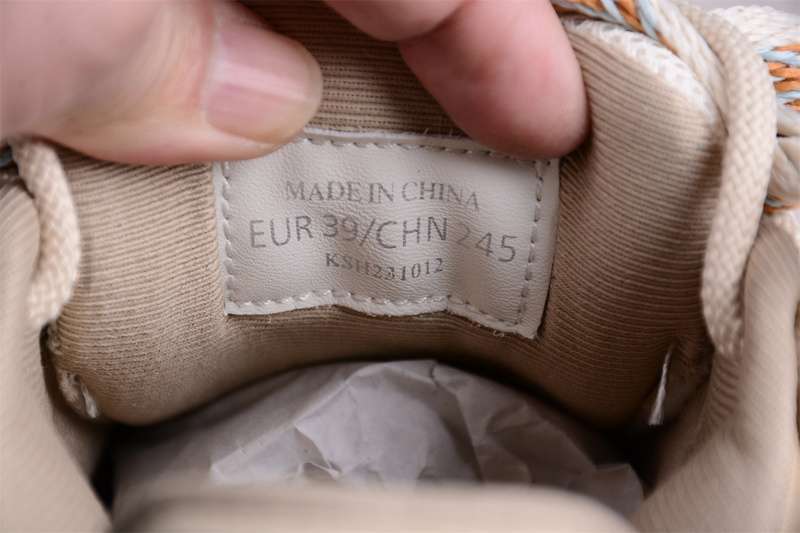 MADE IN CHINA
EUR 39/CHN 245
KSH231012